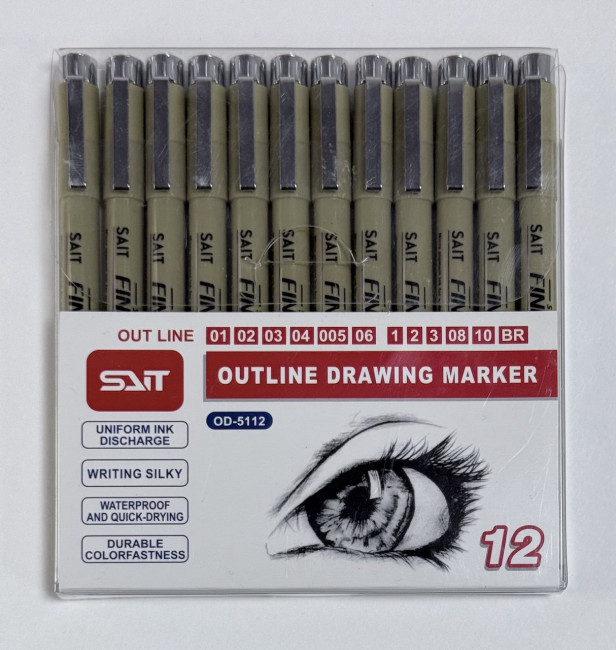 SAIT SAIT SAIT SAIT SAIT SAIT SAIT SAIT SAIT SAIT SAIT SAIT
OUT LINE 01 02 03 04 005 06 1 2 3 08 10 BR
SAIT
OUTLINE DRAWING MARKER
OD-5112
UNIFORM INK
DISCHARGE
WRITING SILKY
WATERPROOF
AND QUICK-DRYING
DURABLE
COLORFASTNESS
12